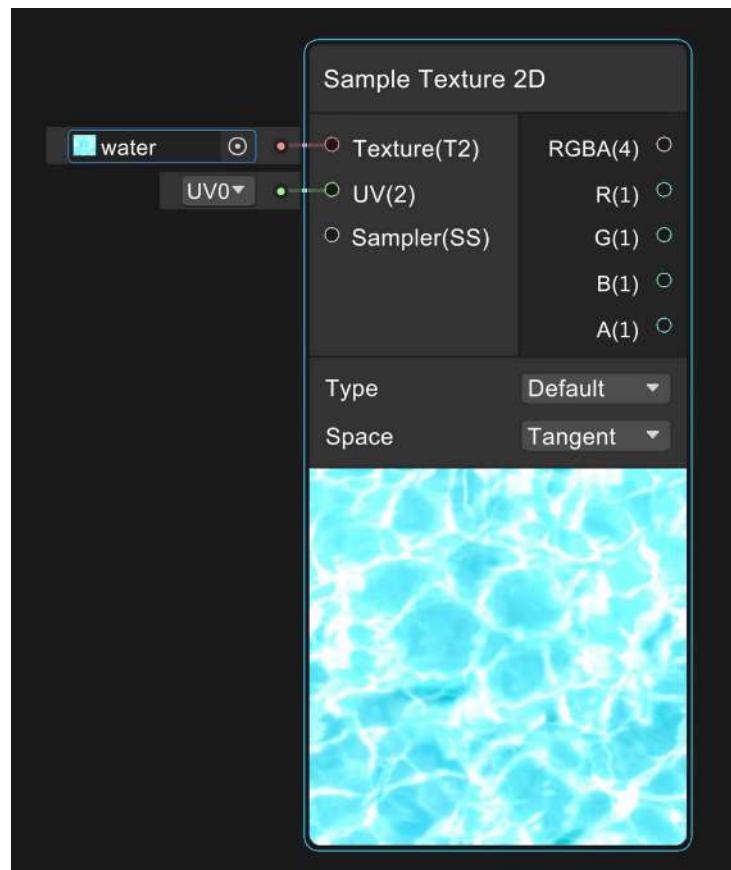 Sample Texture 2D
water
Texture(T2)
RGBA(4)
UV0
UV(2)
R(1)
Sampler(SS)
G(1)
B(1)
A(1)
Type
Default
Space
Tangent